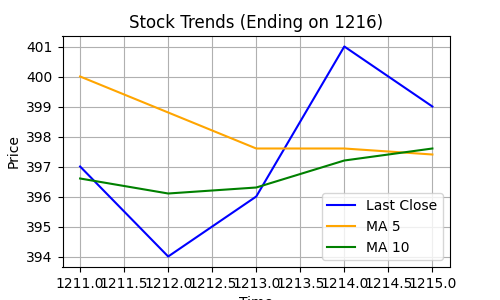 Stock Trends (Ending on 1216)
401
400
399
398
397
396
395
394
Price
Last Close
MA 5
MA 10
1211.0 1211.5 1212.0 1212.5 1213.0 1213.5 1214.0 1214.5 1215.0
Time